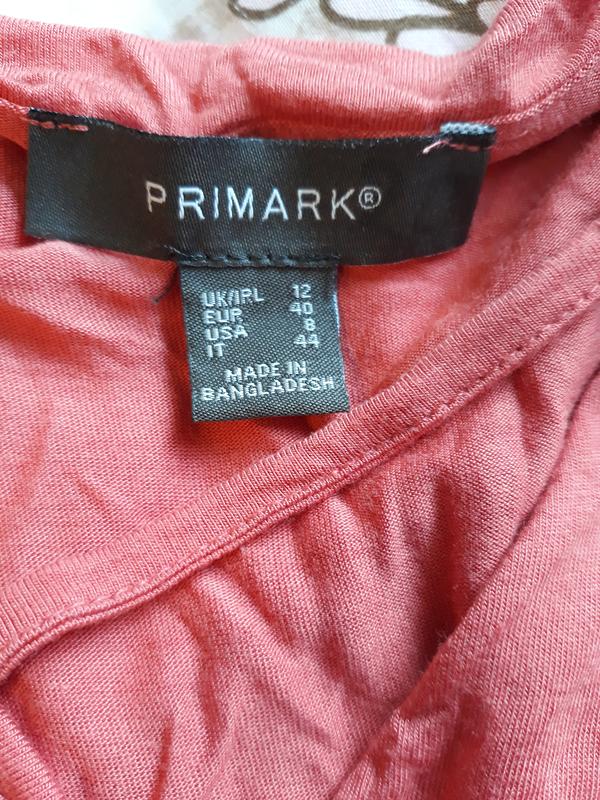 PRIMARK®
UK/IRL 12
EUR 40
USA 8
IT 44
MADE IN
BANGLADESH